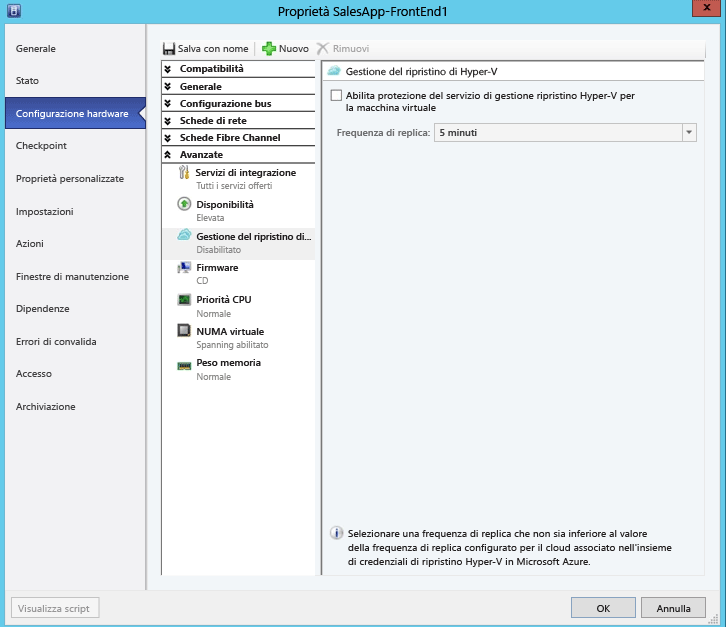 Proprietà SalesApp-FrontEnd1
x
Generale
Stato
Configurazione hardware
Checkpoint
Proprietà personalizzate
Impostazioni
Azioni
Finestre di manutenzione
Dipendenze
Errori di convalida
Accesso
Archiviazione
Salva con nome
Nuovo
Rimuovi
Compatibilità
Generale
Configurazione bus
Schede di rete
Schede Fibre Channel
Avanzate
Servizi di integrazione
Tutti i servizi offerti
Disponibilità
Elevata
Gestione del ripristino di...
Disabilitato
Firmware
CD
Priorità CPU
Normale
NUMA virtuale
Spanning abilitato
Peso memoria
Normale
Gestione del ripristino di Hyper-V
Abilita protezione del servizio di gestione ripristino Hyper-V per
la macchina virtuale
Frequenza di replica: 5 minuti
Selezionare una frequenza di replica che non sia inferiore al valore
della frequenza di replica configurato per il cloud associato nell'insieme
di credenziali di ripristino Hyper-V in Microsoft Azure.
Visualizza script
OK
Annulla